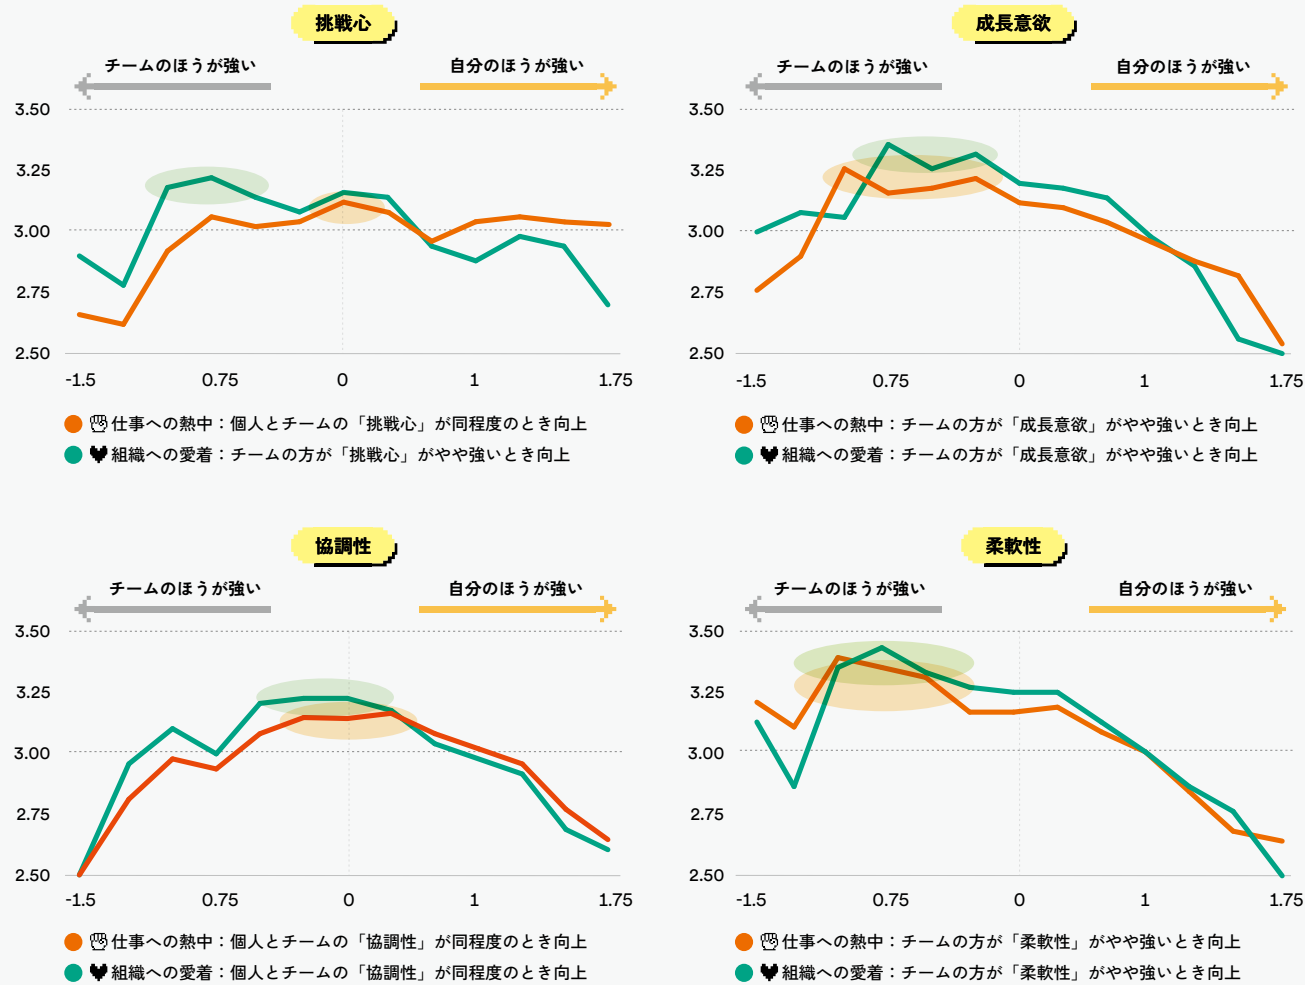 挑戦心
チームのほうが強い
自分のほうが強い
3.50
3.25
3.00
2.75
2.50
-1.5
0.75
0
1
1.75
仕事への熱中：個人とチームの「挑戦心」が同程度のとき向上
組織への愛着：チームの方が「挑戦心」がやや強いとき向上
成長意欲
チームのほうが強い
自分のほうが強い
3.50
3.25
3.00
2.75
2.50
-1.5
0.75
0
1
1.75
仕事への熱中：チームの方が「成長意欲」がやや強いとき向上
組織への愛着：チームの方が「成長意欲」がやや強いとき向上
協調性
チームのほうが強い
自分のほうが強い
3.50
3.25
3.00
2.75
2.50
-1.5
0.75
0
1
1.75
仕事への熱中：個人とチームの「協調性」が同程度のとき向上
組織への愛着：個人とチームの「協調性」が同程度のとき向上
柔軟性
チームのほうが強い
自分のほうが強い
3.50
3.25
3.00
2.75
2.50
-1.5
0.75
0
1
1.75
仕事への熱中：チームの方が「柔軟性」がやや強いとき向上
組織への愛着：チームの方が「柔軟性」がやや強いとき向上